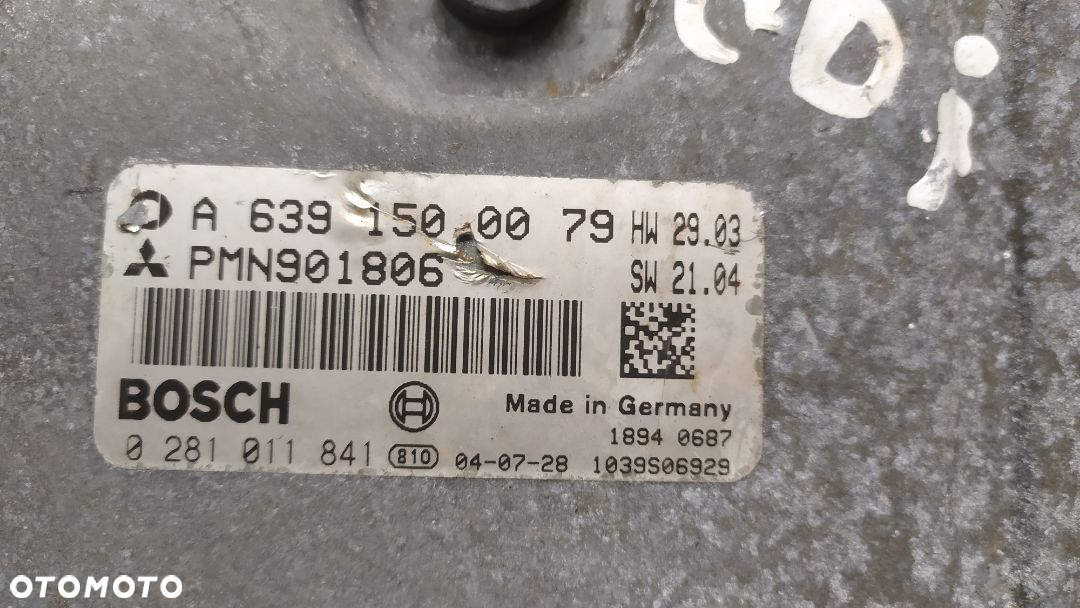 A 639 150 00 79 HW 29.03
PMN901806 SW 21.04
BOSCH
Made in Germany
1894 0687
0 281 011 841 810 04-07-28 1039S06929
OTOMOTO